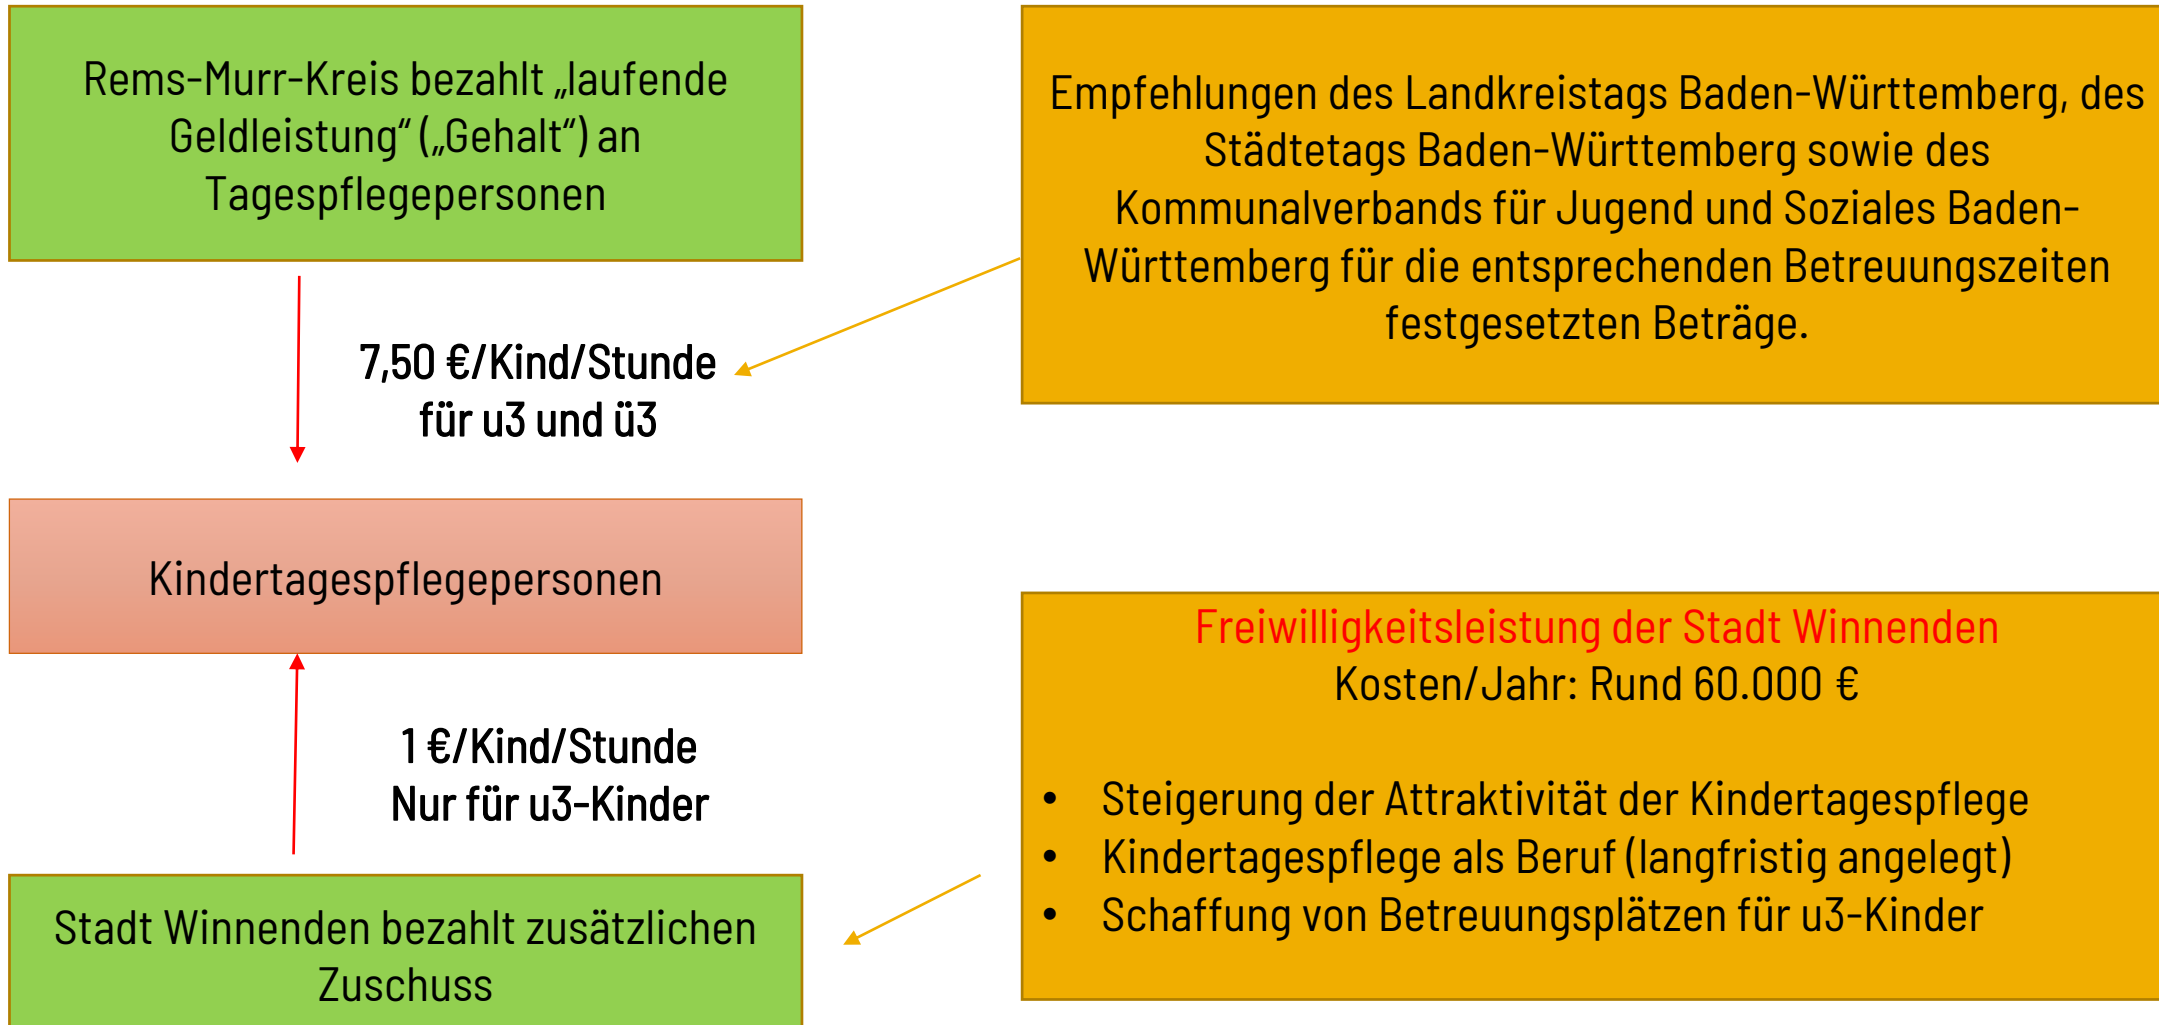 Rems-Murr-Kreis bezahlt „laufende
Geldleistung“ („Gehalt“) an
Tagespflegepersonen
Empfehlungen des Landkreistags Baden-Württemberg, des
Städtetags Baden-Württemberg sowie des
Kommunalverbands für Jugend und Soziales Baden-
Württemberg für die entsprechenden Betreuungszeiten
festgesetzten Beträge.
7,50 €/Kind/Stunde
für u3 und ü3
Kindertagespflegepersonen
1 €/Kind/Stunde
Nur für u3-Kinder
Stadt Winnenden bezahlt zusätzlichen
Zuschuss
Freiwilligkeitsleistung der Stadt Winnenden
Kosten/Jahr: Rund 60.000 €
• Steigerung der Attraktivität der Kindertagespflege
• Kindertagespflege als Beruf (langfristig angelegt)
• Schaffung von Betreuungsplätzen für u3-Kinder